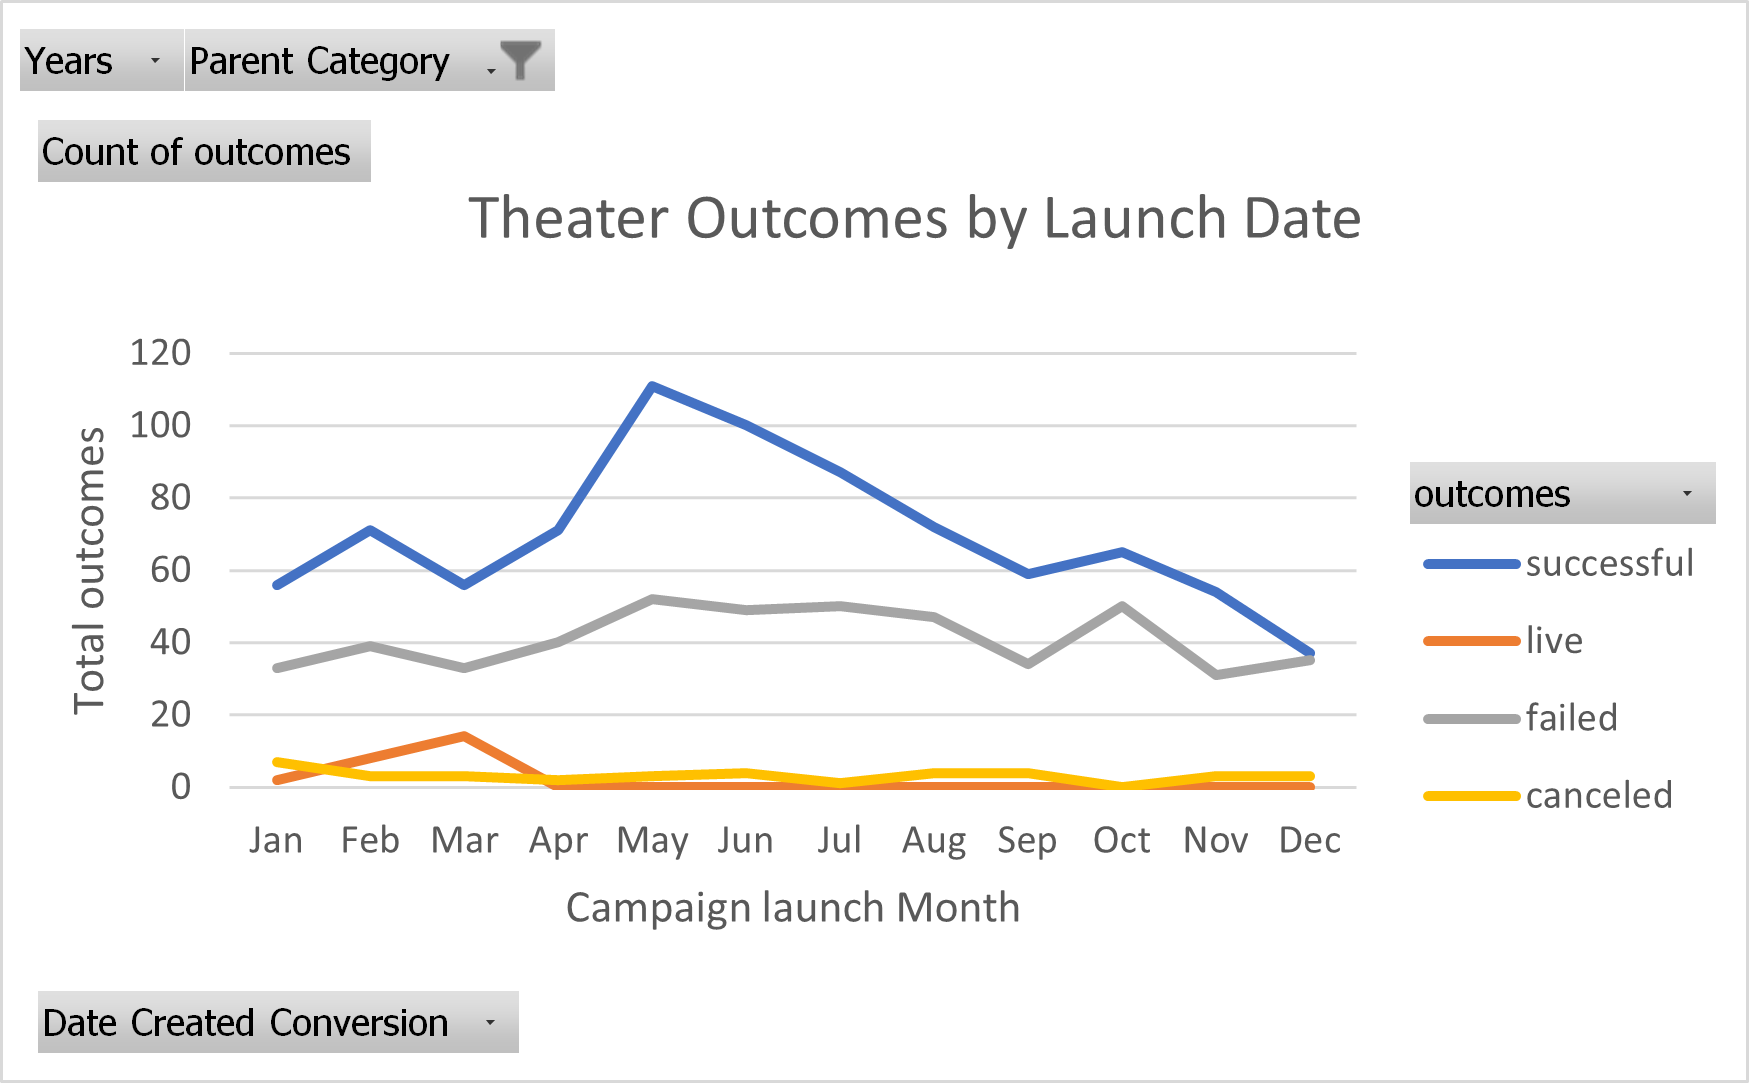 Years Parent Category
Count of outcomes
Theater Outcomes by Launch Date
120
100
80
60
40
20
0
Total outcomes
Jan Feb Mar Apr May Jun Jul Aug Sep Oct Nov Dec
Campaign launch Month
outcomes
successful
live
failed
canceled
Date Created Conversion